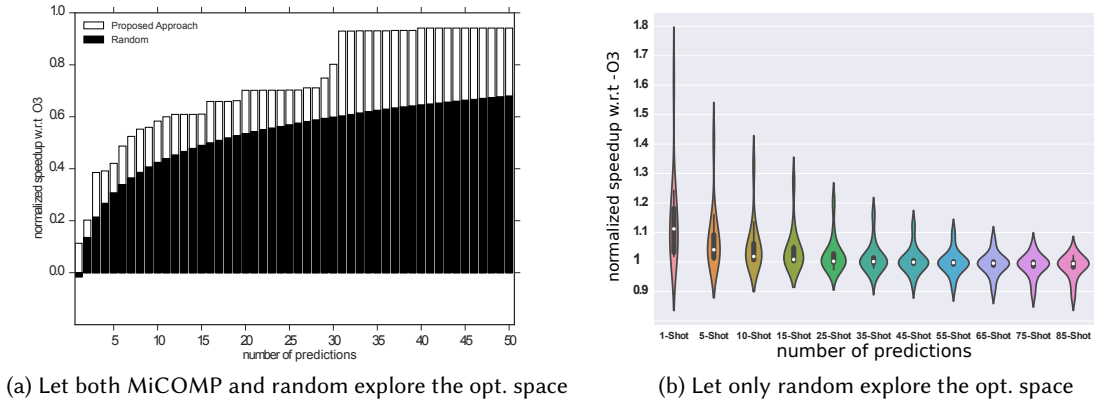 1.0
0.8
0.6
0.4
0.2
0.0
normalized speedup w.r.t O3
Proposed Approach
Random
5 10 15 20 25 30 35 40 45 50
number of predictions
(a) Let both MiCOMP and random explore the opt. space
1.8
1.7
1.6
1.5
1.4
1.3
1.2
1.1
1
0.9
normalized speedup w.r.t -O3
1-Shot 5-Shot 10-Shot 15-Shot 25-Shot 35-Shot 45-Shot 55-Shot 65-Shot 75-Shot 85-Shot
number of predictions
(b) Let only random explore the opt. space